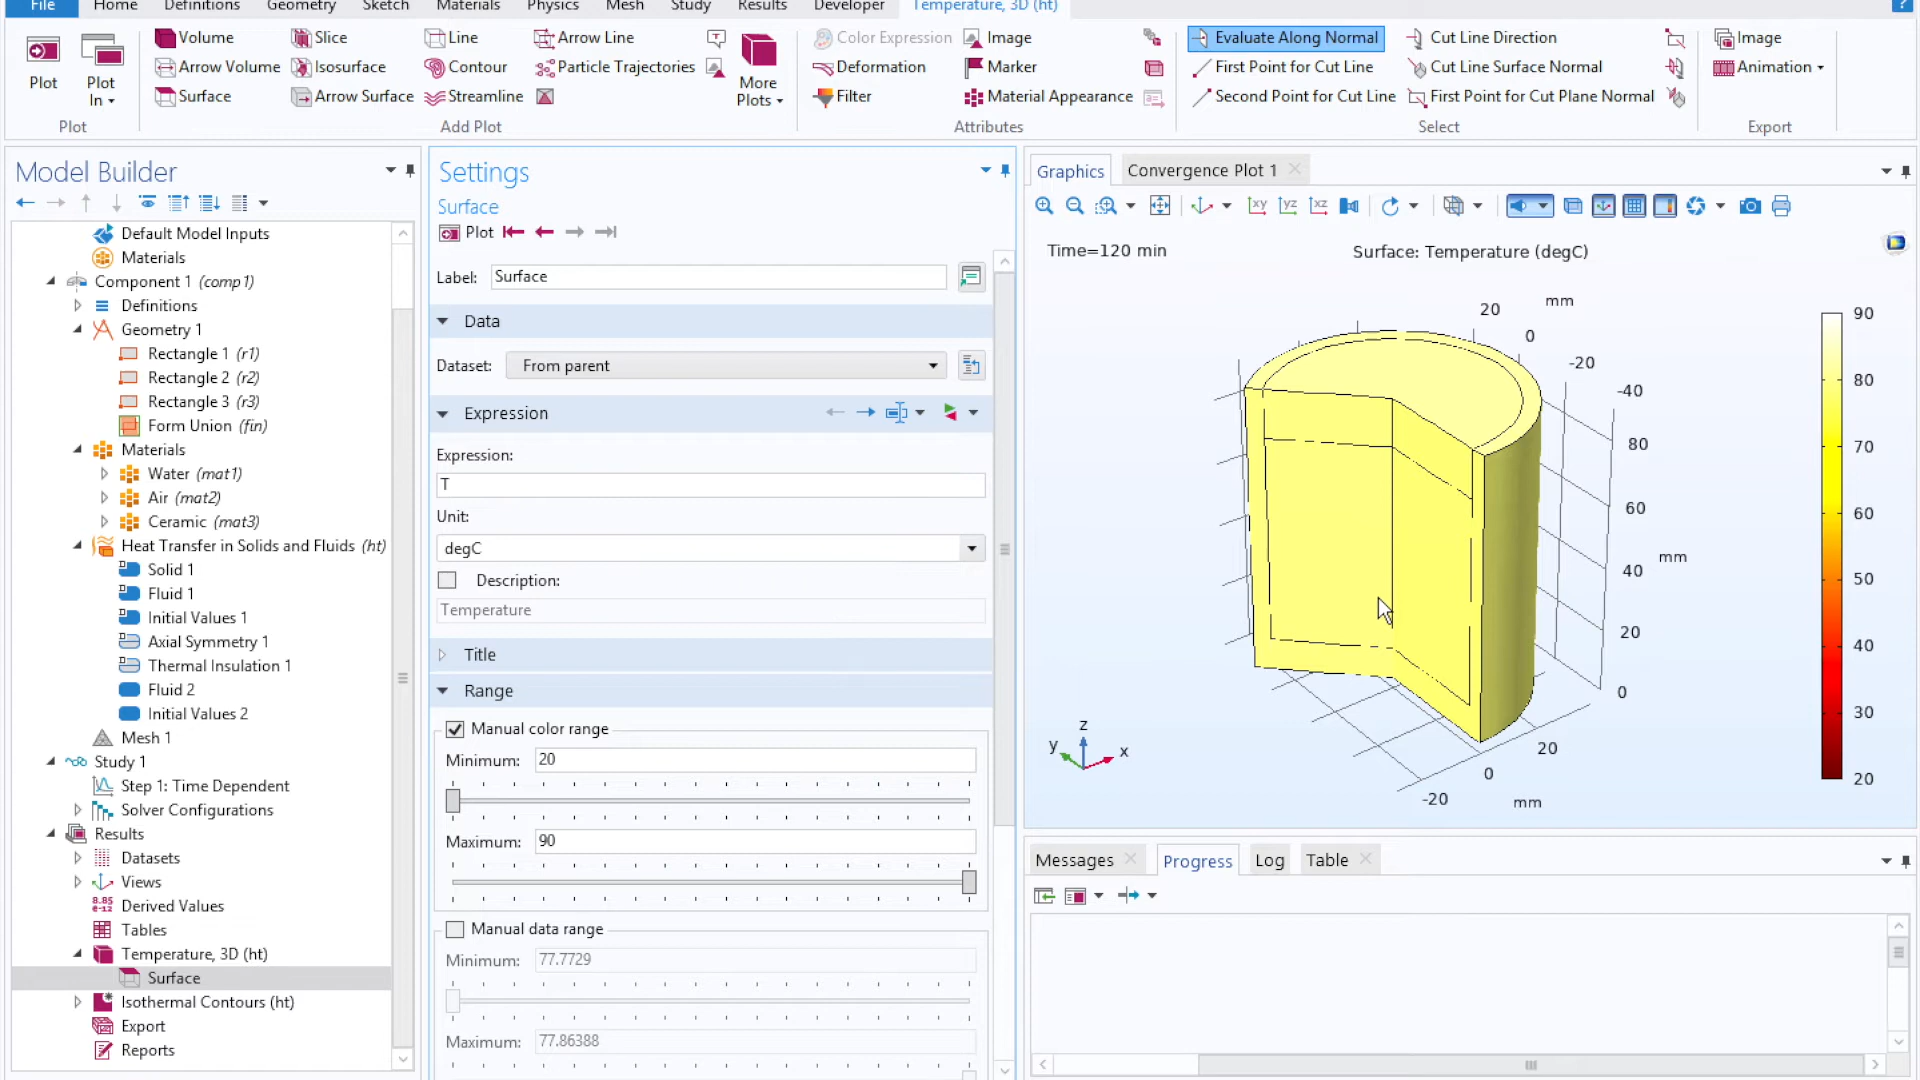 File Home Definitions Geometry Sketch Materials Physics Mesh Study Results Developer Temperature, 3D (ht) ?
Volume Slice Line Arrow Line Color Expression Image Evaluate Along Normal Cut Line Direction Image
Arrow Volume Isosurface Contour Particle Trajectories Deformation Marker First Point for Cut Line Cut Line Surface Normal Animation
Surface Arrow Surface Streamline Filter Material Appearance Second Point for Cut Line First Point for Cut Plane Normal
Plot
Plot In
More Plots
Plot Add Plot Attributes Select Export
Model Builder
Default Model Inputs
Materials
Component 1 (comp1)
Definitions
Geometry 1
Rectangle 1 (r1)
Rectangle 2 (r2)
Rectangle 3 (r3)
Form Union (fin)
Materials
Water (mat1)
Air (mat2)
Ceramic (mat3)
Heat Transfer in Solids and Fluids (ht)
Solid 1
Fluid 1
Initial Values 1
Axial Symmetry 1
Thermal Insulation 1
Fluid 2
Initial Values 2
Mesh 1
Study 1
Step 1: Time Dependent
Solver Configurations
Results
Datasets
Views
8.85
e-12
Derived Values
Tables
Temperature, 3D (ht)
Surface
Isothermal Contours (ht)
Export
Reports
Settings
Surface
Plot
Label: Surface
Data
Dataset: From parent
Expression
Expression:
T
Unit:
degC
Description:
Temperature
Title
Range
Manual color range
Minimum: 20
Maximum: 90
Manual data range
Minimum: 77.7729
Maximum: 77.86388
Graphics Convergence Plot 1
xy yz xz
Time=120 min Surface: Temperature (degC)
mm
20
0
-20
-40
80
60
mm
40
20
0
20
0
-20
mm
z
y
x
90
80
70
60
50
40
30
20
Messages Progress Log Table